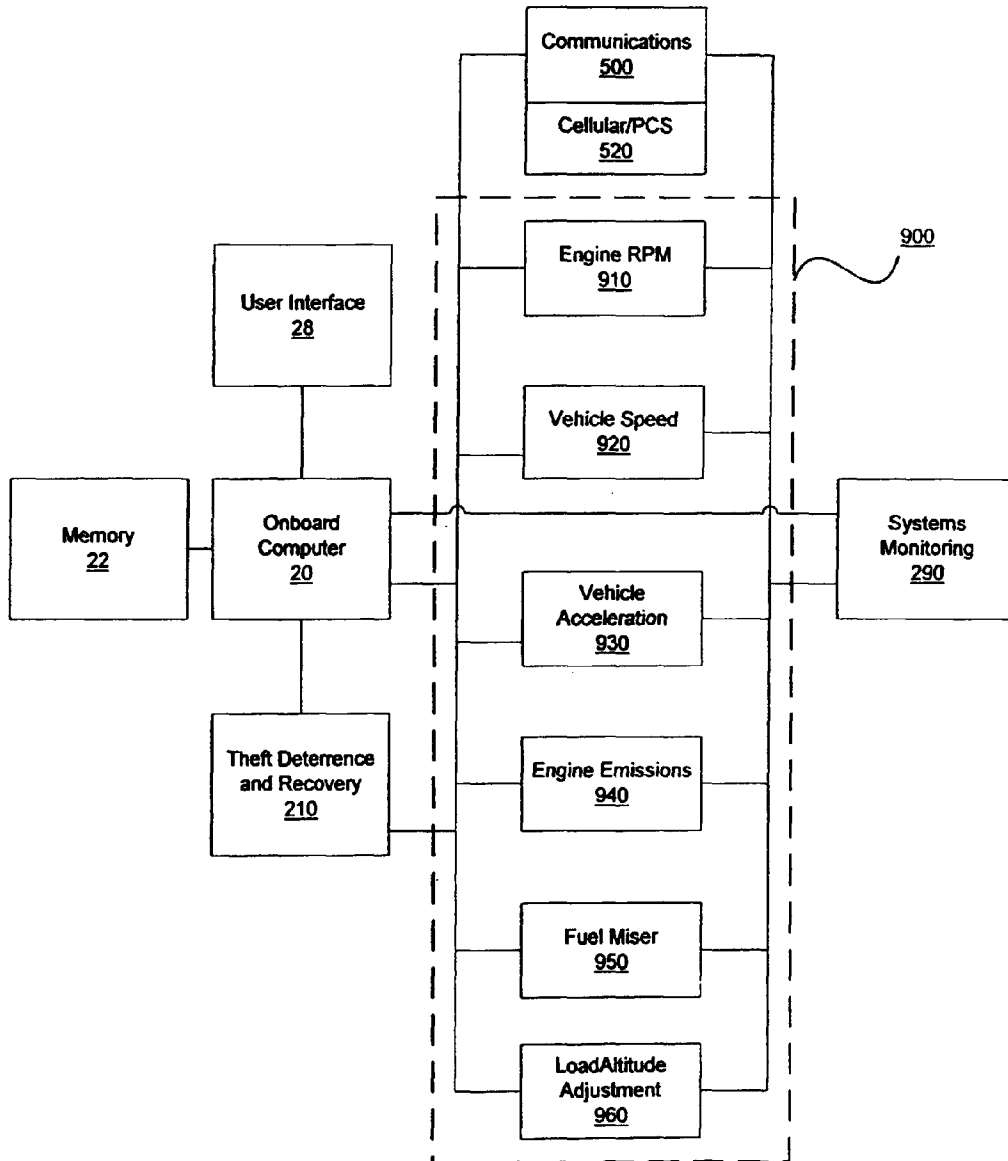 Communications
500
Cellular/PCS
520
900
Engine RPM
910
User Interface
28
Vehicle Speed
920
Memory
22
Onboard
Computer
20
Systems
Monitoring
290
Vehicle
Acceleration
930
Theft Deterrence
and Recovery
210
Engine Emissions
940
Fuel Miser
950
LoadAltitude
Adjustment
960